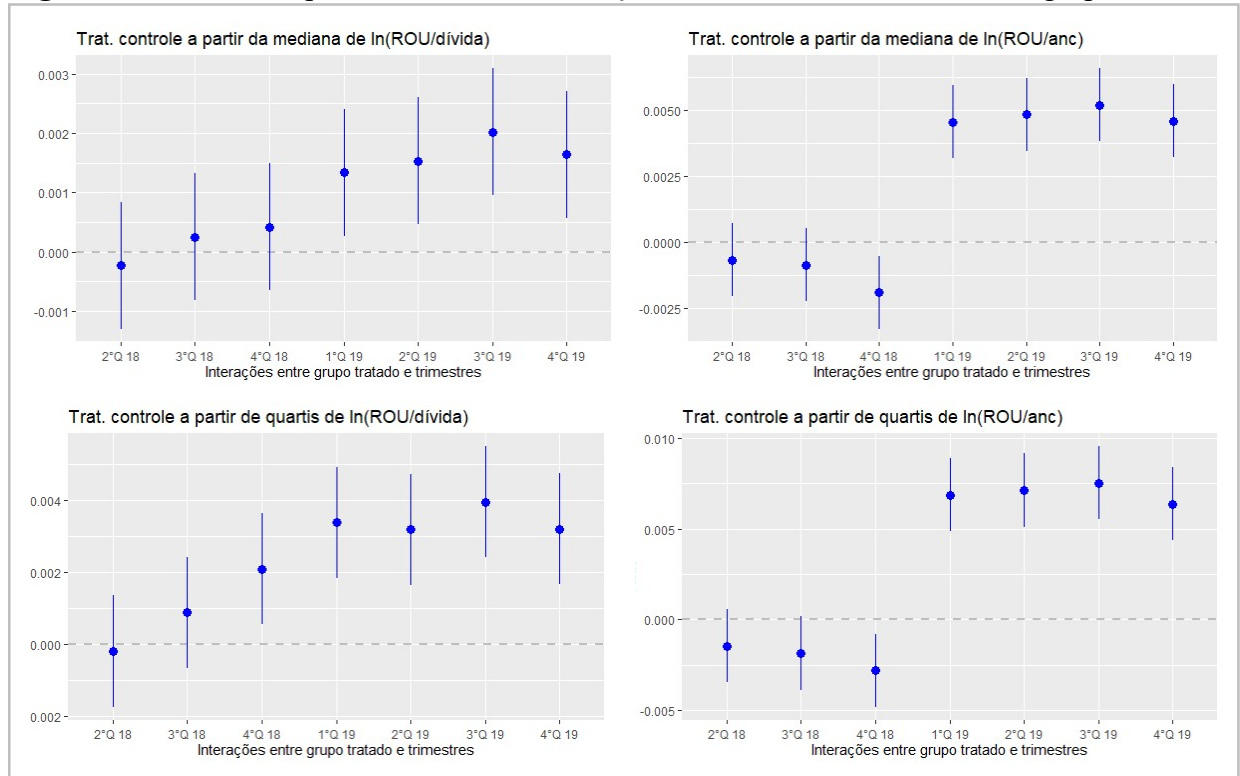 Trat. controle a partir da mediana de ln(ROU/dívida)
0.003
0.002
0.001
0.000
-0.001
2°Q 18 3°Q 18 4°Q 18 1°Q 19 2°Q 19 3°Q 19 4°Q 19
Interações entre grupo tratado e trimestres
Trat. controle a partir da mediana de ln(ROU/anc)
0.0050
0.0025
0.0000
-0.0025
2°Q 18 3°Q 18 4°Q 18 1°Q 19 2°Q 19 3°Q 19 4°Q 19
Interações entre grupo tratado e trimestres
Trat. controle a partir de quartis de ln(ROU/dívida)
0.004
0.002
0.000
0.002
2°Q 18 3°Q 18 4°Q 18 1°Q 19 2°Q 19 3°Q 19 4°Q 19
Interações entre grupo tratado e trimestres
Trat. controle a partir de quartis de ln(ROU/anc)
0.010
0.005
0.000
-0.005
2°Q 18 3°Q 18 4°Q 18 1°Q 19 2°Q 19 3°Q 19 4°Q 19
Interações entre grupo tratado e trimestres